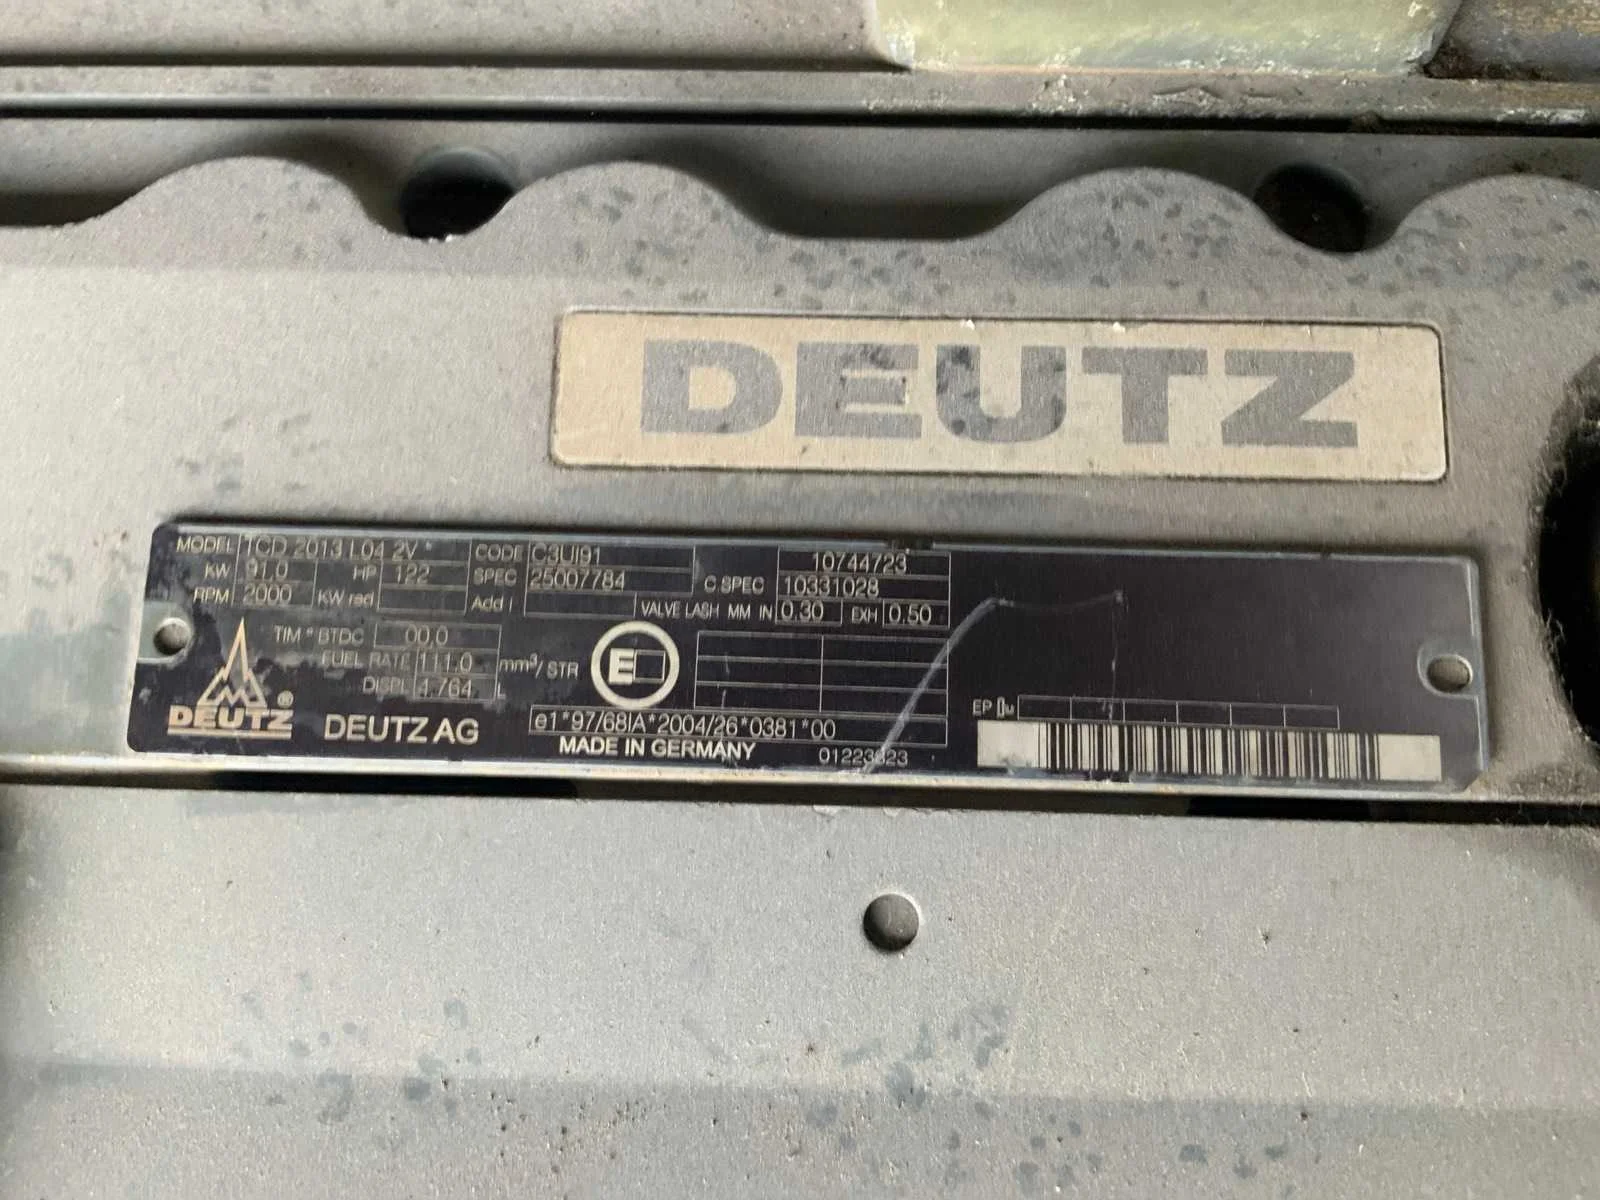 DEUTZ
MODEL TCD 2013 L04 2V CODE C3UI91 10744723
KW 91.0 HP 122 SPEC 25007784 C SPEC 10331028
RPM 2000 KW red Add I VALVE LASH MM IN 0.30 EXH 0.50
TIM ° BTDC 00,0
FUEL RATE 111.0 mm³/STR
DISPL 4.764 L
E
DEUTZ ® DEUTZ AG
e1*97/68IA*2004/26*0381*00
MADE IN GERMANY
EP